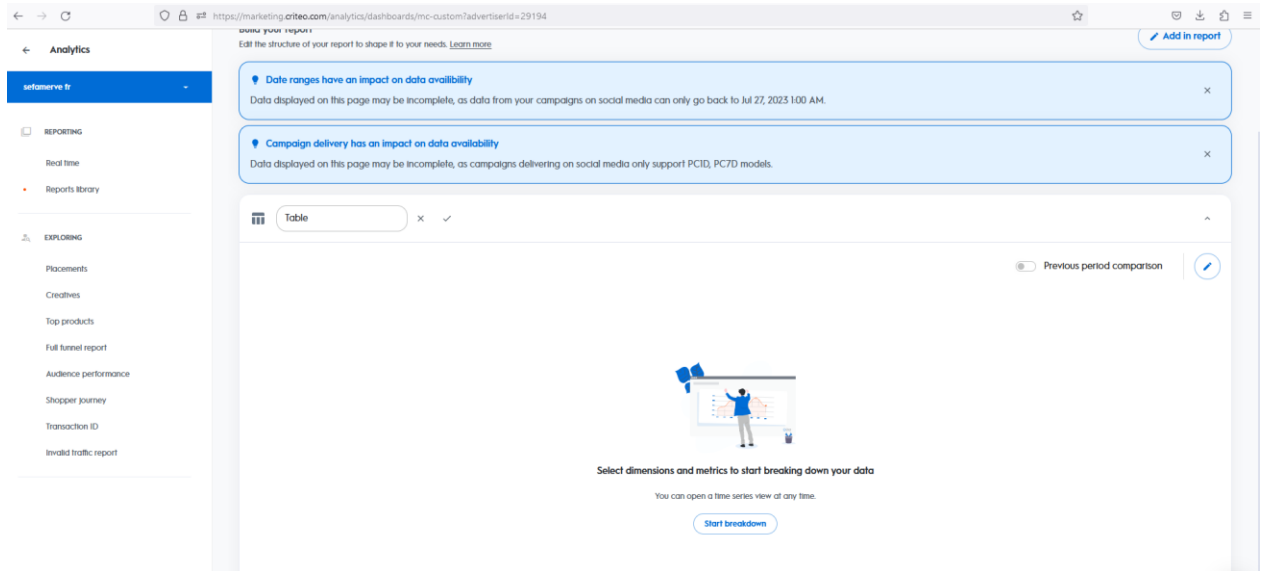 https://marketing.criteo.com/analytics/dashboards/mc-custom?advertiserId=29194
Analytics
sefamerve fr
REPORTING
Real time
Reports library
EXPLORING
Placements
Creatives
Top products
Full funnel report
Audience performance
Shopper journey
Transaction ID
Invalid traffic report
Build your report
Edit the structure of your report to shape it to your needs. Learn more
Add in report
Date ranges have an impact on data availibility
Data displayed on this page may be incomplete, as data from your campaigns on social media can only go back to Jul 27, 2023 1:00 AM.
Campaign delivery has an impact on data availability
Data displayed on this page may be incomplete, as campaigns delivering on social media only support PC1D, PC7D models.
Table
Previous period comparison
Select dimensions and metrics to start breaking down your data
You can open a time series view at any time.
Start breakdown